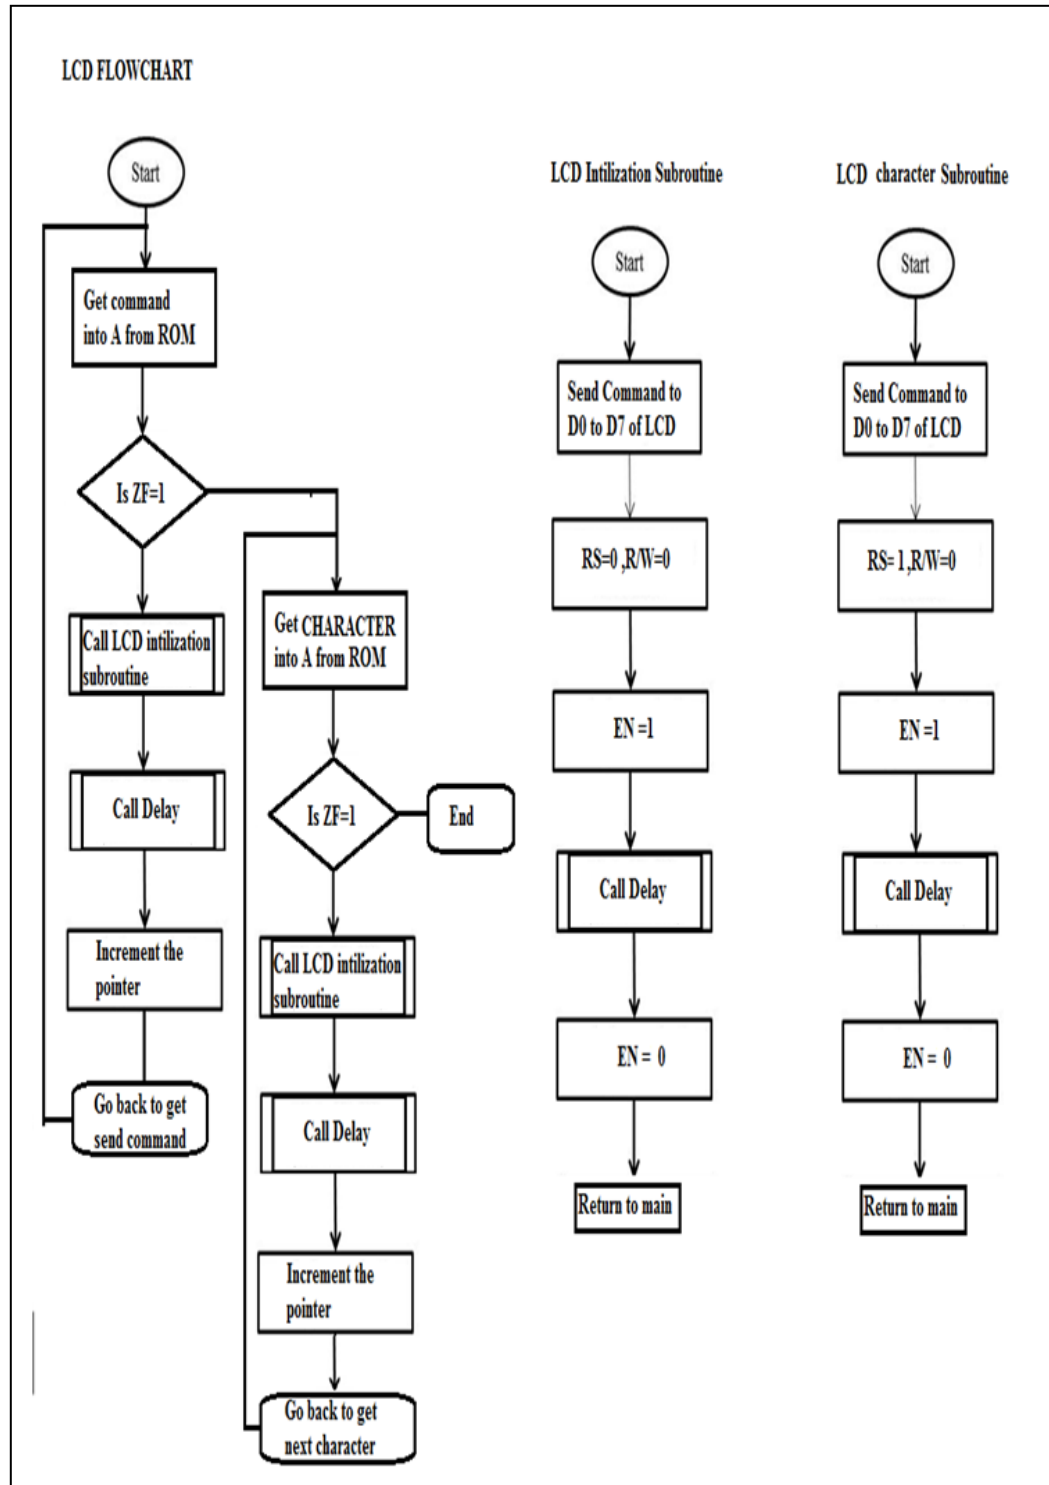 LCD FLOWCHART
Start
Get command
into A from ROM
Is ZF=1
Call LCD intilization
subroutine
Call Delay
Increment the
pointer
Go back to get
send command
Get CHARACTER
into A from ROM
Is ZF=1
End
Call LCD intilization
subroutine
Call Delay
Increment the
pointer
Go back to get
next character
LCD Intilization Subroutine
Start
Send Command to
D0 to D7 of LCD
RS=0 ,R/W=0
EN =1
Call Delay
EN = 0
Return to main
LCD character Subroutine
Start
Send Command to
D0 to D7 of LCD
RS= 1 ,R/W=0
EN =1
Call Delay
EN = 0
Return to main